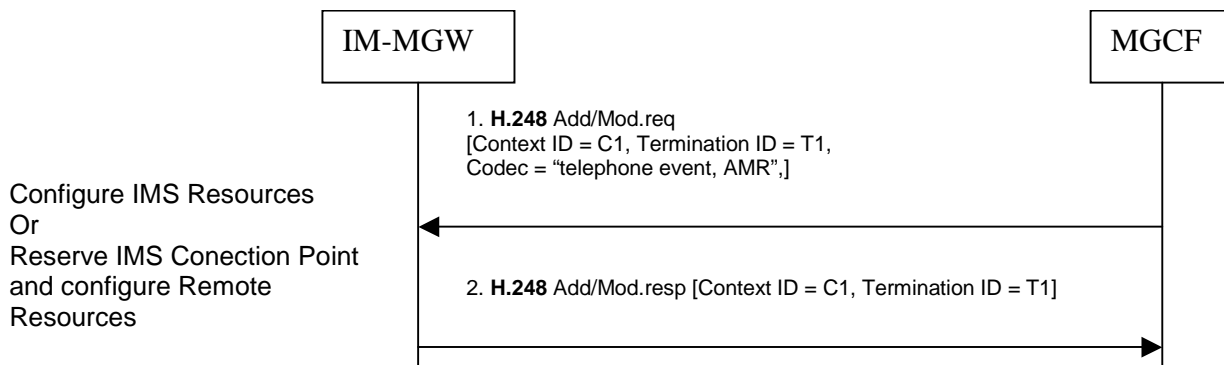 IM-MGW
MGCF
1. H.248 Add/Mod.req
[Context ID = C1, Termination ID = T1,
Codec = “telephone event, AMR”,]
Configure IMS Resources
Or
Reserve IMS Conection Point
and configure Remote
Resources
2. H.248 Add/Mod.resp [Context ID = C1, Termination ID = T1]